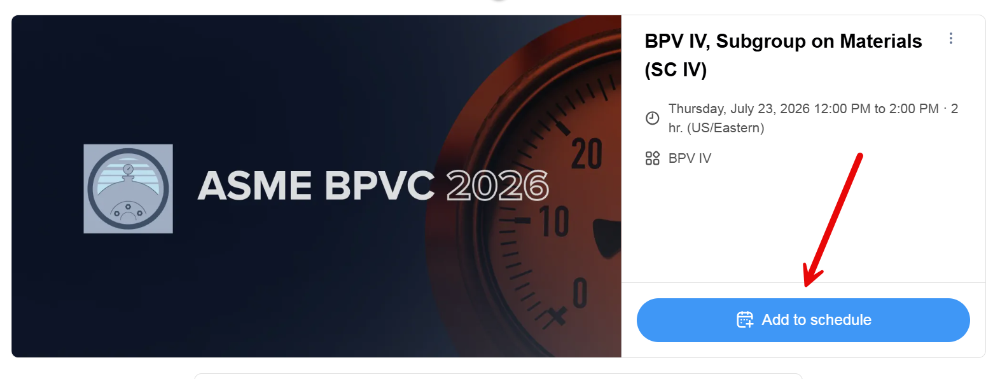 BPV IV, Subgroup on Materials
(SC IV)
Thursday, July 23, 2026 12:00 PM to 2:00 PM · 2
hr. (US/Eastern)
BPV IV
ASME BPVC 2026
20
10
0
Add to schedule